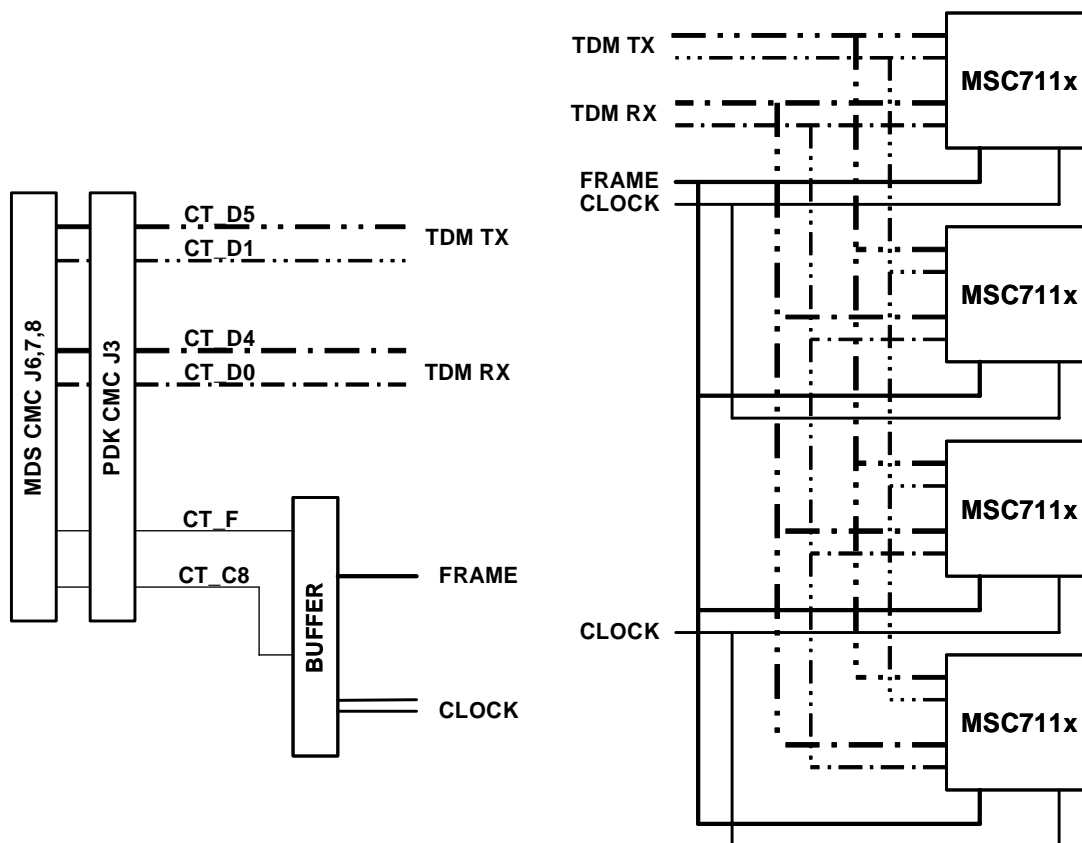 MDS CMC J6,7,8
PDK CMC J3
CT_D5
CT_D1
TDM TX
CT_D4
CT_D0
TDM RX
CT_F
CT_C8
BUFFER
FRAME
CLOCK
TDM TX
TDM RX
FRAME
CLOCK
CLOCK
MSC711x
MSC711x
MSC711x
MSC711x